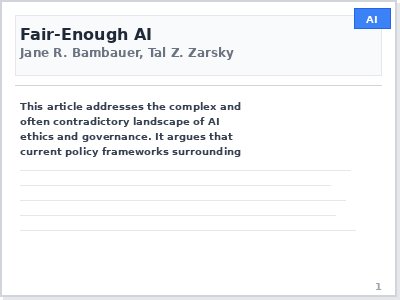 AI
Fair-Enough AI
Jane R. Bambauer, Tal Z. Zarsky
This article addresses the complex and
often contradictory landscape of AI
ethics and governance. It argues that
current policy frameworks surrounding
1